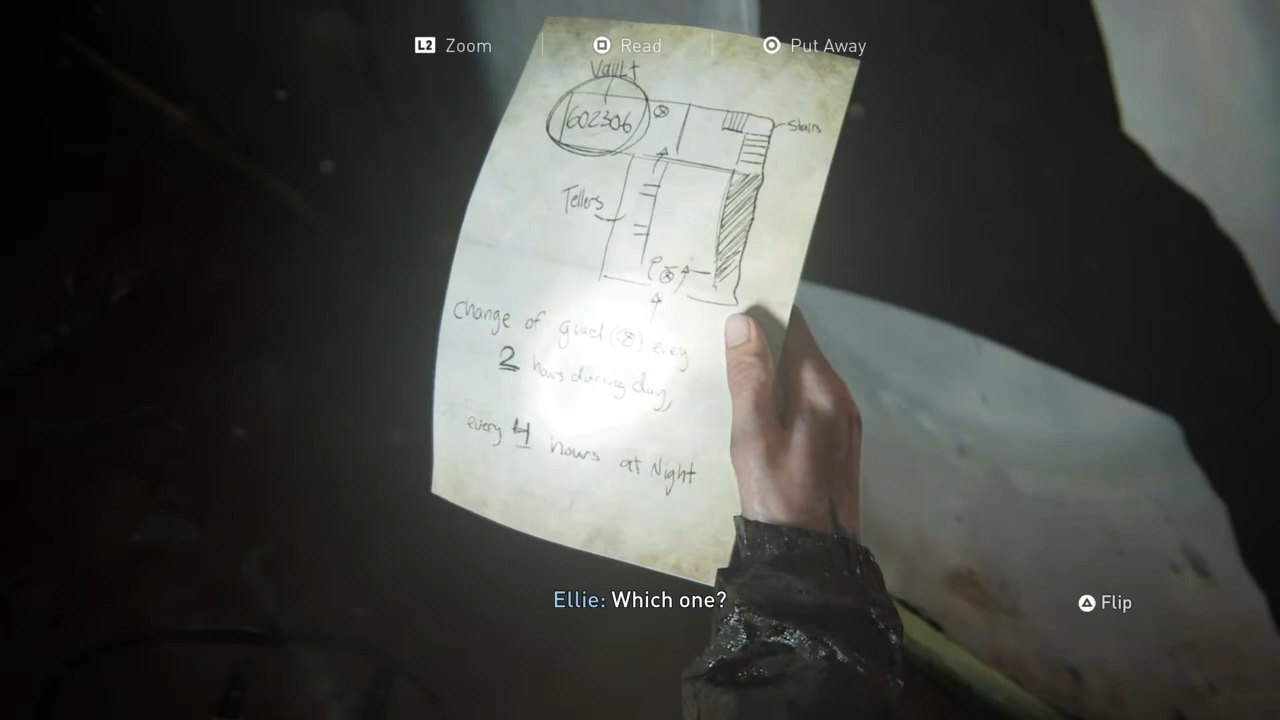 L2 Zoom
Read
Put Away
Vault
602306
Stairs
Tellers
Change of guad (⊗) every
2 hours during day,
every 4 hours at Night
Ellie: Which one?
Flip